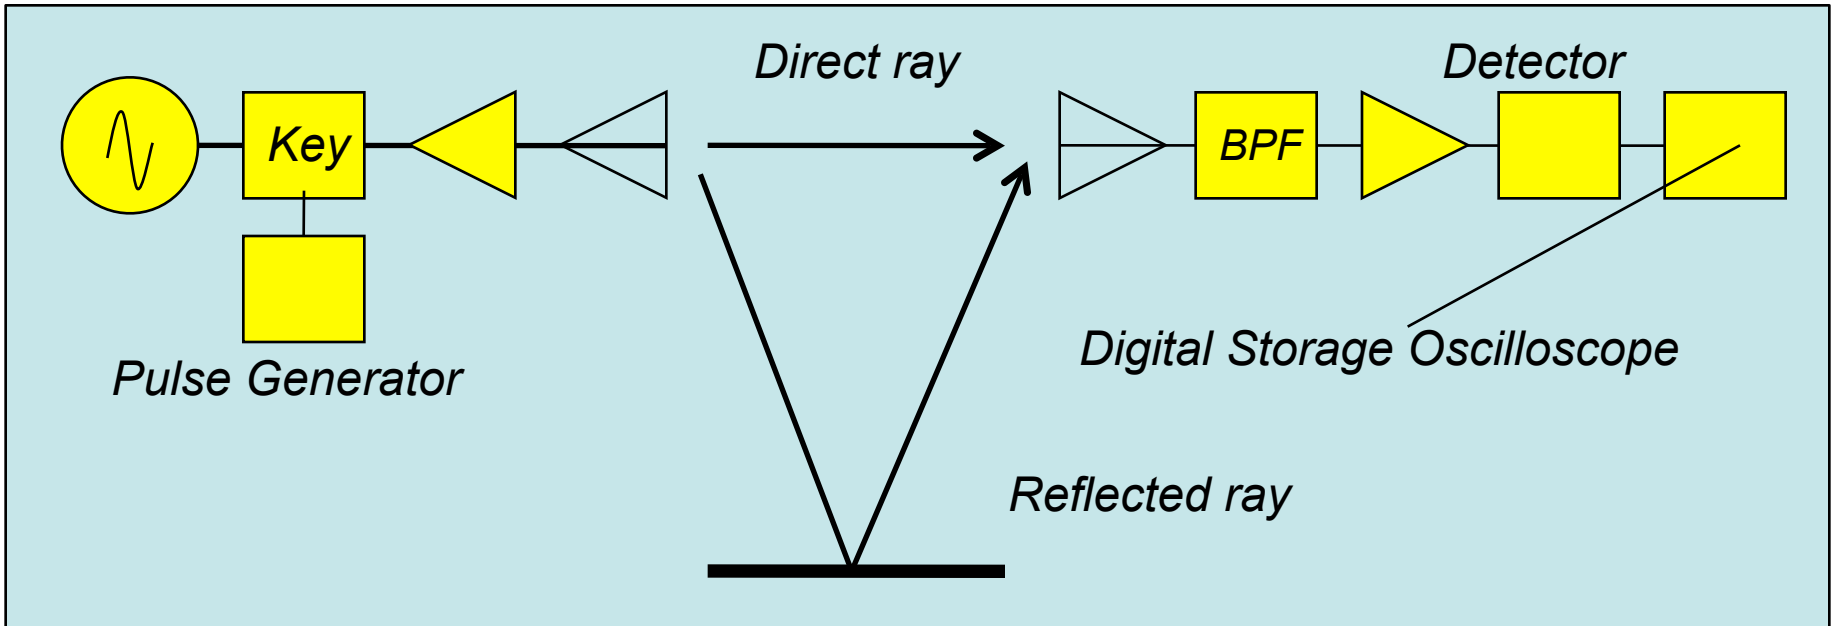 Direct ray
Detector
Key
BPF
Pulse Generator
Digital Storage Oscilloscope
Reflected ray